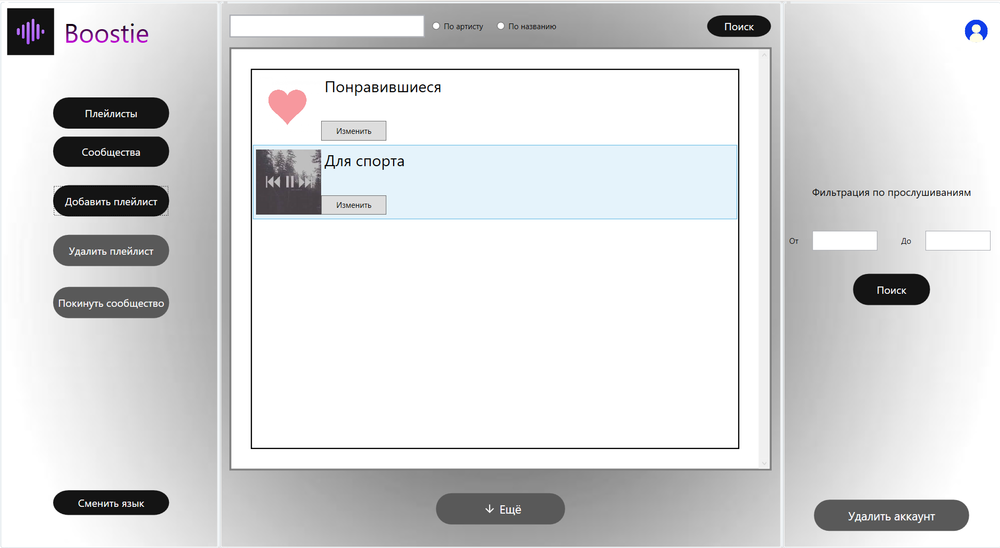 Boostie
По артисту
По названию
Поиск
Плейлисты
Сообщества
Добавить плейлист
Удалить плейлист
Покинуть сообщество
Сменить язык
Понравившиеся
Изменить
Для спорта
Изменить
Ещё
Фильтрация по прослушиваниям
От
До
Поиск
Удалить аккаунт